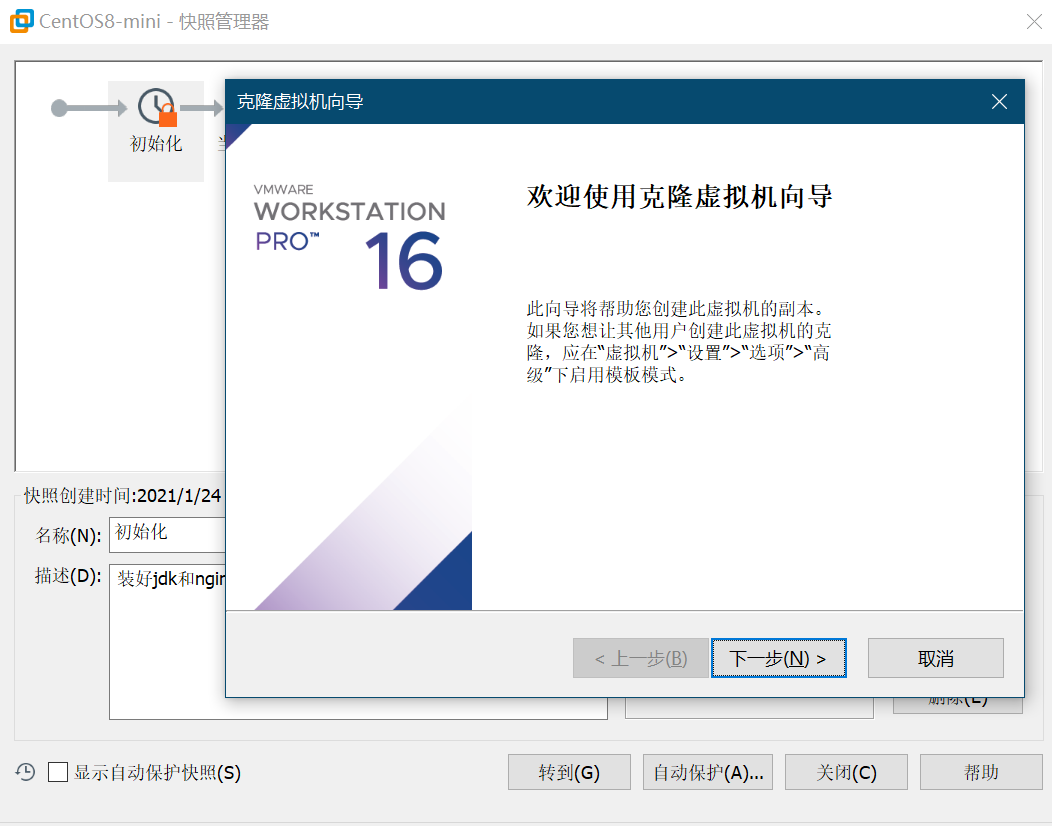 CentOS8-mini - 快照管理器
初始化
克隆虚拟机向导
VMWARE
WORKSTATION
PRO™
16
欢迎使用克隆虚拟机向导
此向导将帮助您创建此虚拟机的副本。
如果您想让其他用户创建此虚拟机的克
隆，应在“虚拟机”>“设置”>“选项”>“高
级”下启用模板模式。
快照创建时间:2021/1/24
名称(N):
初始化
描述(D):
装好jdk和ngin
< 上一步(B)
下一步(N) >
取消
删除(E)
显示自动保护快照(S)
转到(G)
自动保护(A)...
关闭(C)
帮助